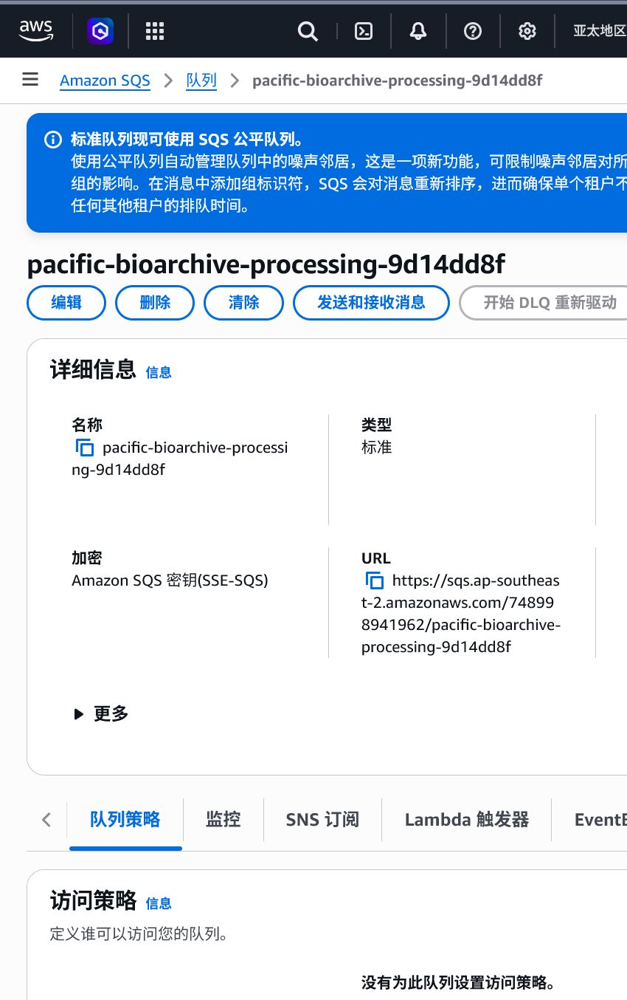 aws
亚太地区
Amazon SQS
队列
pacific-bioarchive-processing-9d14dd8f
标准队列现可使用 SQS 公平队列。
使用公平队列自动管理队列中的噪声邻居，这是一项新功能，可限制噪声邻居对所
组的影响。在消息中添加组标识符，SQS 会对消息重新排序，进而确保单个租户不
任何其他租户的排队时间。
pacific-bioarchive-processing-9d14dd8f
编辑
删除
清除
发送和接收消息
开始 DLQ 重新驱动
详细信息 信息
名称
pacific-bioarchive-processi
ng-9d14dd8f
类型
标准
加密
Amazon SQS 密钥(SSE-SQS)
URL
https://sqs.ap-southeas
t-2.amazonaws.com/74899
8941962/pacific-bioarchive-
processing-9d14dd8f
更多
队列策略
监控
SNS 订阅
Lambda 触发器
EventB
访问策略 信息
定义谁可以访问您的队列。
没有为此队列设置访问策略。